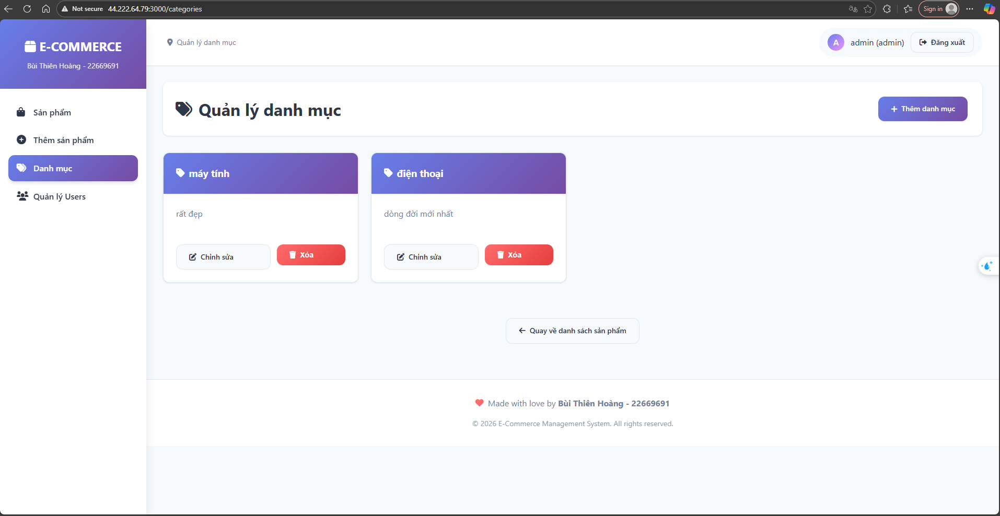 Not secure 44.222.64.79:3000/categories
Sign in
E-COMMERCE
Bùi Thiên Hoàng - 22669691
Sản phẩm
Thêm sản phẩm
Danh mục
Quản lý Users
Quản lý danh mục
A admin (admin) Đăng xuất
Quản lý danh mục
+ Thêm danh mục
máy tính
rất đẹp
Chỉnh sửa Xóa
điện thoại
dòng đời mới nhất
Chỉnh sửa Xóa
Quay về danh sách sản phẩm
Made with love by Bùi Thiên Hoàng - 22669691
© 2026 E-Commerce Management System. All rights reserved.